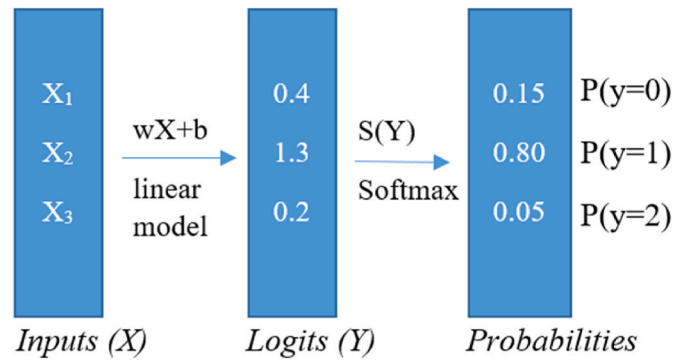 X₁
X₂
X₃
wX+b
linear
model
0.4
1.3
0.2
S(Y)
Softmax
0.15
0.80
0.05
P(y=0)
P(y=1)
P(y=2)
Inputs (X)
Logits (Y)
Probabilities